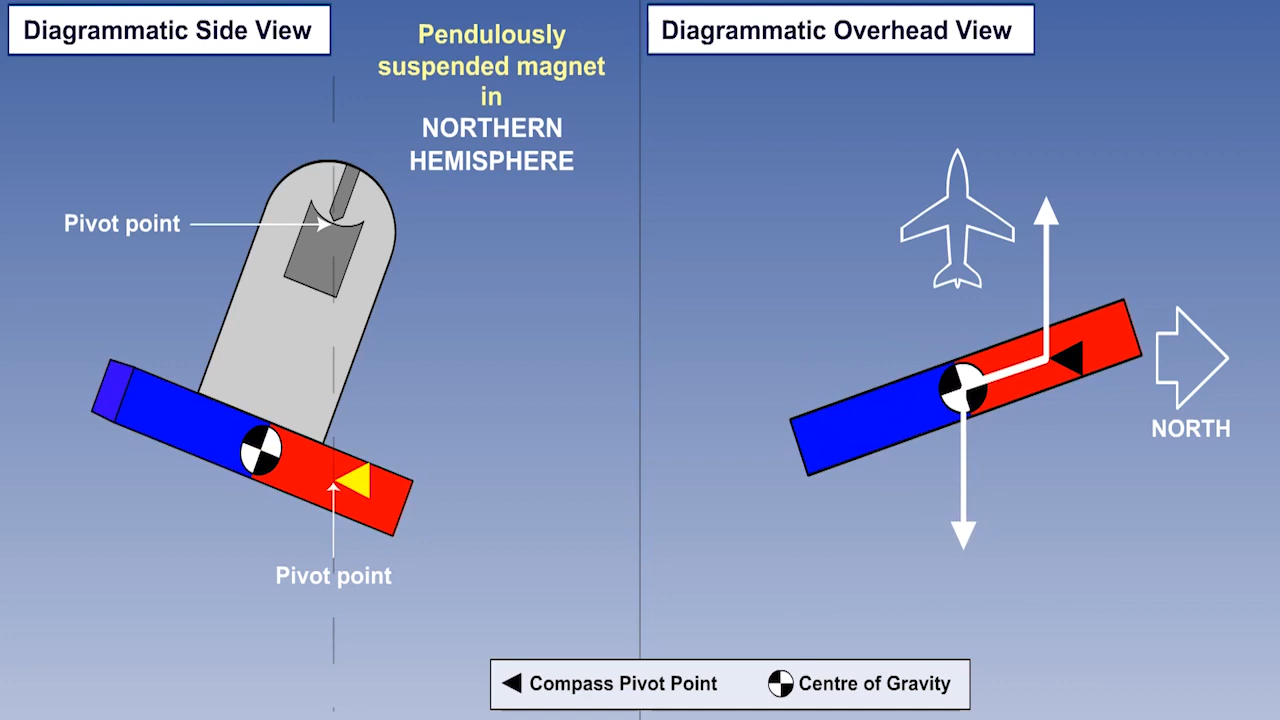 Diagrammatic Side View
Pendulously
suspended magnet
in
NORTHERN
HEMISPHERE
Pivot point
Pivot point
Diagrammatic Overhead View
NORTH
Compass Pivot Point
Centre of Gravity